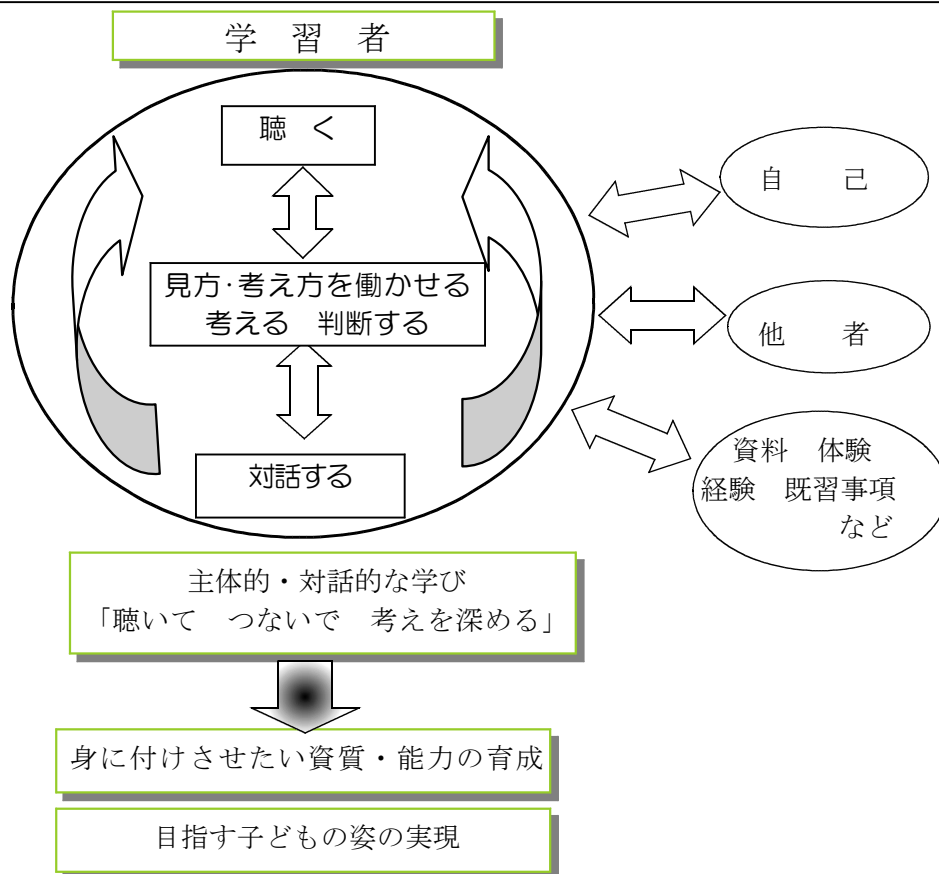 学 習 者
聴 く
見方・考え方を働かせる
考える 判断する
対話する
自 己
他 者
資料 体験
経験 既習事項
など
主体的・対話的な学び
「聴いて つないで 考えを深める」
身に付けさせたい資質・能力の育成
目指す子どもの姿の実現